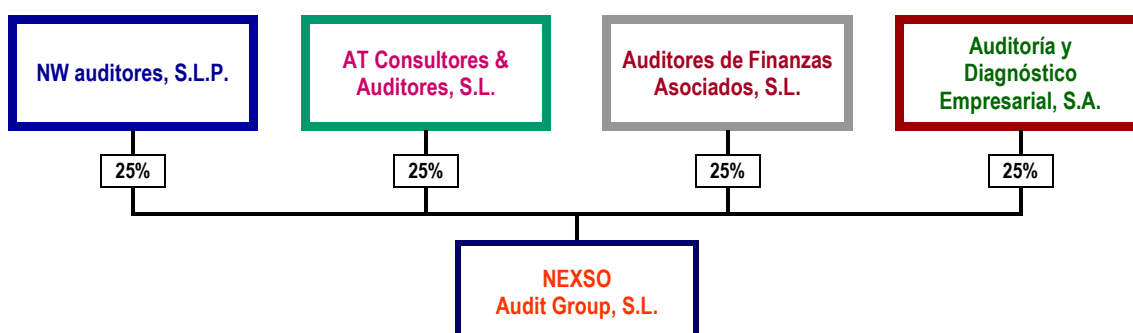 NW auditores, S.L.P.
AT Consultores &
Auditores, S.L.
Auditores de Finanzas
Asociados, S.L.
Auditoría y
Diagnóstico
Empresarial, S.A.
25%
25%
25%
25%
NEXSO
Audit Group, S.L.